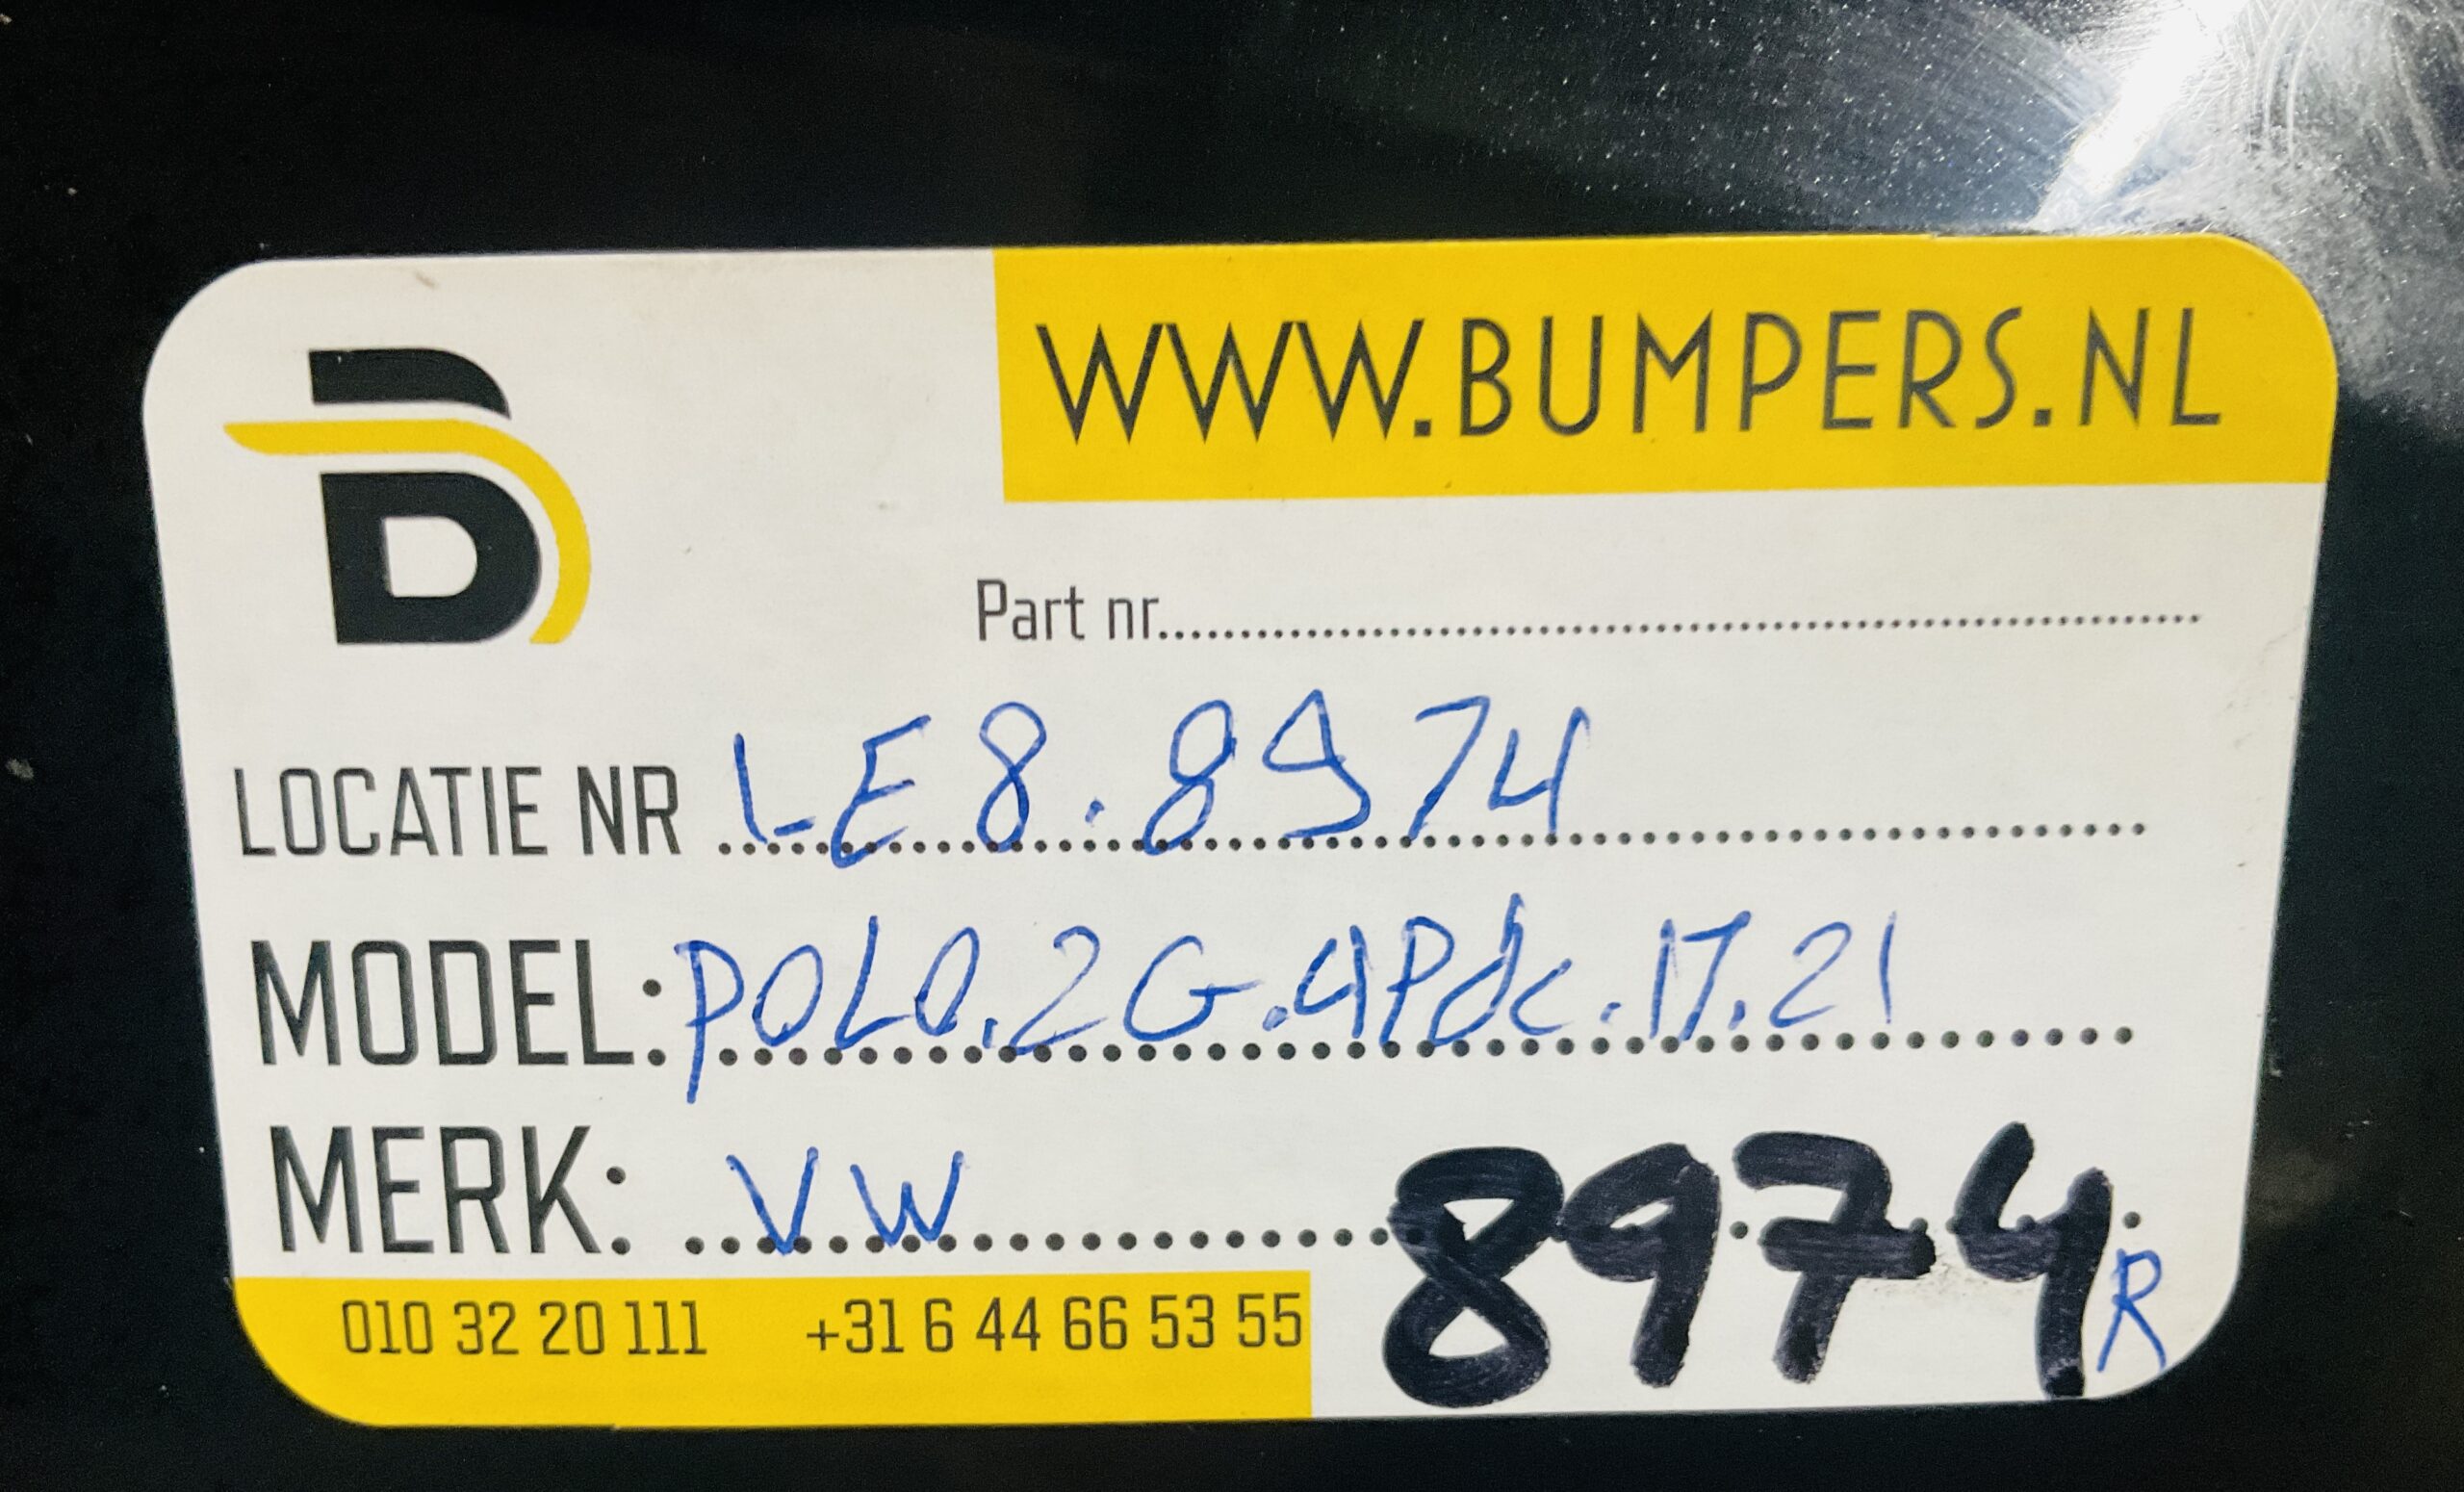 WWW.BUMPERS.NL
Part nr
LOCATIE NR LE8.8974
MODEL: POLO.2G.4Pdc.17.21
MERK: VW
8974 R
010 32 20 111 +31 6 44 66 53 55